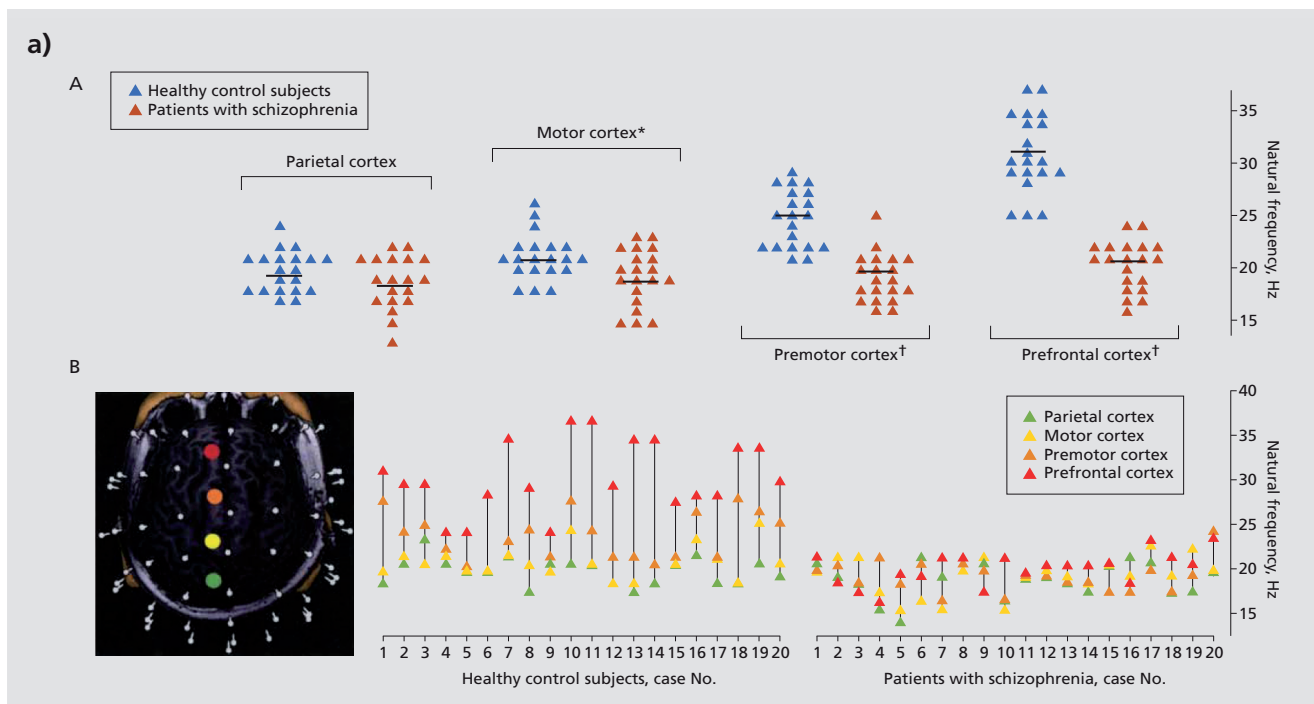 a)
A
Healthy control subjects
Patients with schizophrenia
Parietal cortex
Motor cortex*
Premotor cortex†
Prefrontal cortex†
35
30
25
20
15
Natural frequency, Hz
B
Parietal cortex
Motor cortex
Premotor cortex
Prefrontal cortex
40
35
30
25
20
15
Natural frequency, Hz
1 2 3 4 5 6 7 8 9 10 11 12 13 14 15 16 17 18 19 20
Healthy control subjects, case No.
1 2 3 4 5 6 7 8 9 10 11 12 13 14 15 16 17 18 19 20
Patients with schizophrenia, case No.